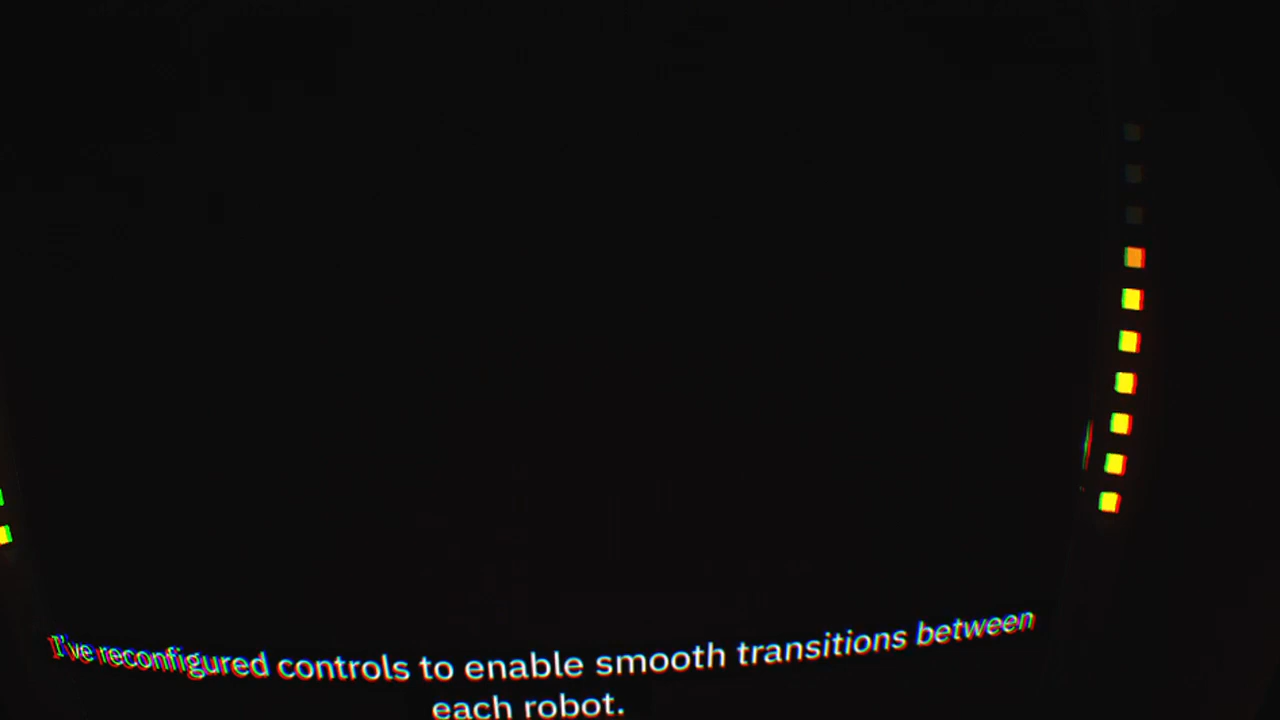 I've reconfigured controls to enable smooth transitions between
each robot.